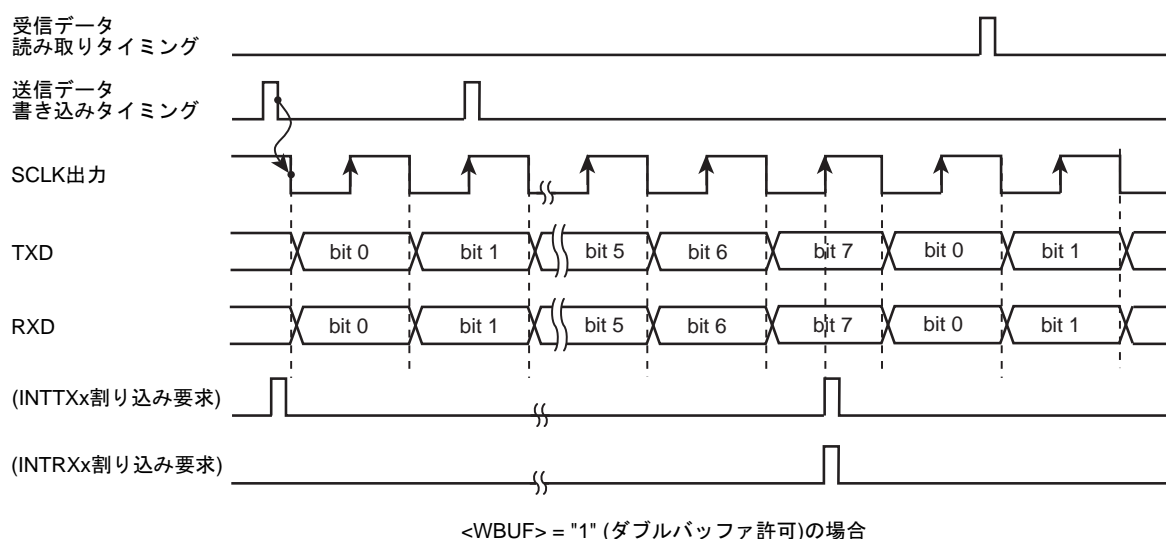 受信データ
読み取りタイミング
送信データ
書き込みタイミング
SCLK出力
TXD
bit 0 bit 1 bit 5 bit 6 bit 7 bit 0 bit 1
RXD
bit 0 bit 1 bit 5 bit 6 bit 7 bit 0 bit 1
(INTTXx割り込み要求)
(INTRXx割り込み要求)
<WBUF> = "1" (ダブルバッファ許可)の場合